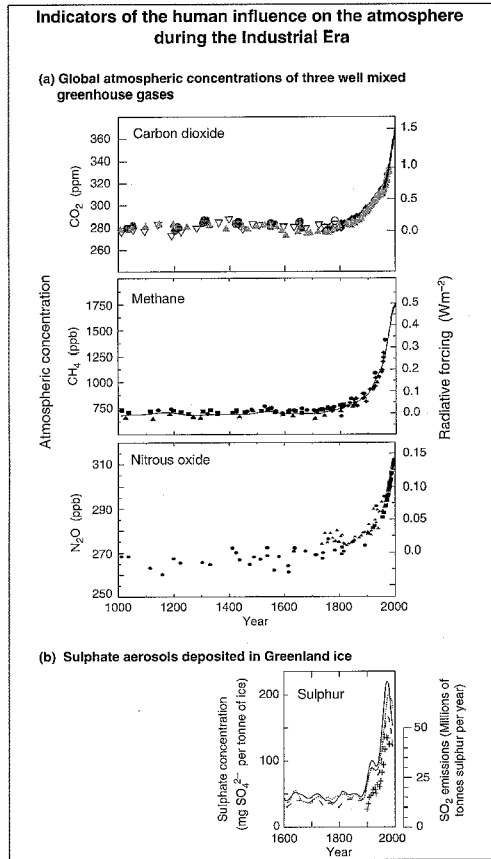 Indicators of the human influence on the atmosphere
during the Industrial Era
(a) Global atmospheric concentrations of three well mixed
greenhouse gases
Carbon dioxide
CO2 (ppm)
360
340
320
300
280
260
1.5
1.0
0.5
0.0
Methane
Atmospheric concentration
CH4 (ppb)
1750
1500
1250
1000
750
0.5
0.4
0.3
0.2
0.1
0.0
Radiative forcing (Wm−2)
Nitrous oxide
N2O (ppb)
310
290
270
250
0.15
0.10
0.05
0.0
1000 1200 1400 1600 1800 2000
Year
(b) Sulphate aerosols deposited in Greenland ice
Sulphur
Sulphate concentration
(mg SO4 2− per tonne of ice)
200
100
0
50
25
0
SO2 emissions (Millions of
tonnes sulphur per year)
1600 1800 2000
Year